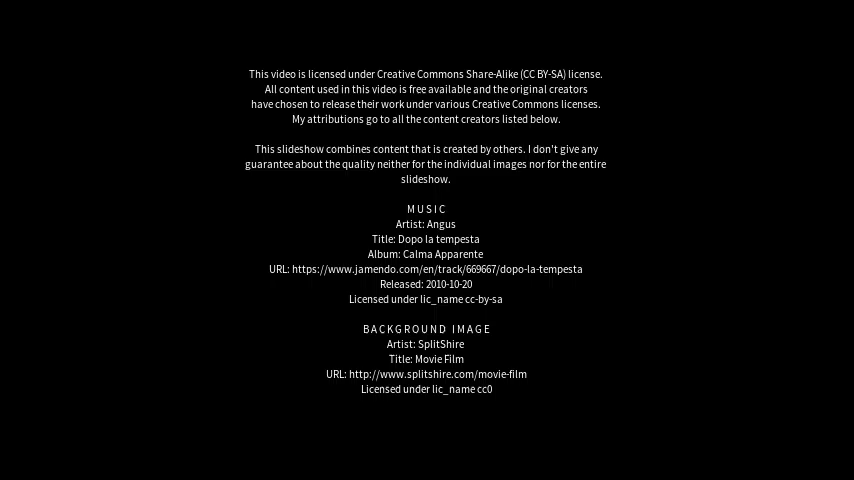 This video is licensed under Creative Commons Share-Alike (CC BY-SA) license.
All content used in this video is free available and the original creators
have chosen to release their work under various Creative Commons licenses.
My attributions go to all the content creators listed below.
This slideshow combines content that is created by others. I don't give any
guarantee about the quality neither for the individual images nor for the entire
slideshow.
MUSIC
Artist: Angus
Title: Dopo la tempesta
Album: Calma Apparente
URL: https://www.jamendo.com/en/track/669667/dopo-la-tempesta
Released: 2010-10-20
Licensed under lic_name cc-by-sa
BACKGROUND IMAGE
Artist: SplitShire
Title: Movie Film
URL: http://www.splitshire.com/movie-film
Licensed under lic_name cc0